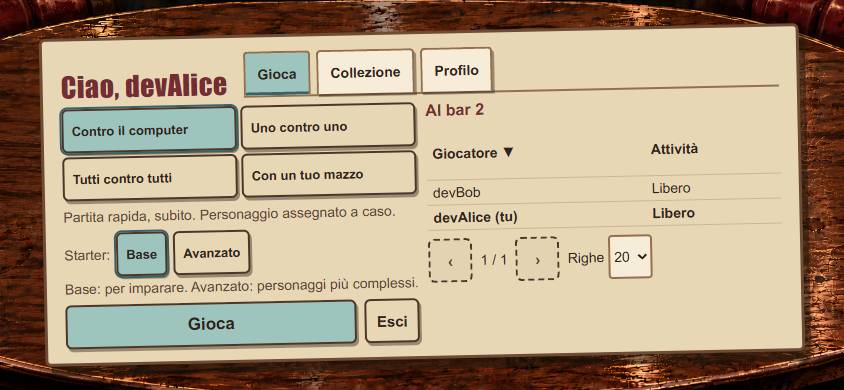 Ciao, devAlice
Gioca
Collezione
Profilo
Contro il computer
Uno contro uno
Tutti contro tutti
Con un tuo mazzo
Partita rapida, subito. Personaggio assegnato a caso.
Starter: Base Avanzato
Base: per imparare. Avanzato: personaggi più complessi.
Gioca
Esci
Al bar 2
Giocatore ▼ Attività
devBob Libero
devAlice (tu) Libero
‹ 1 / 1 › Righe 20